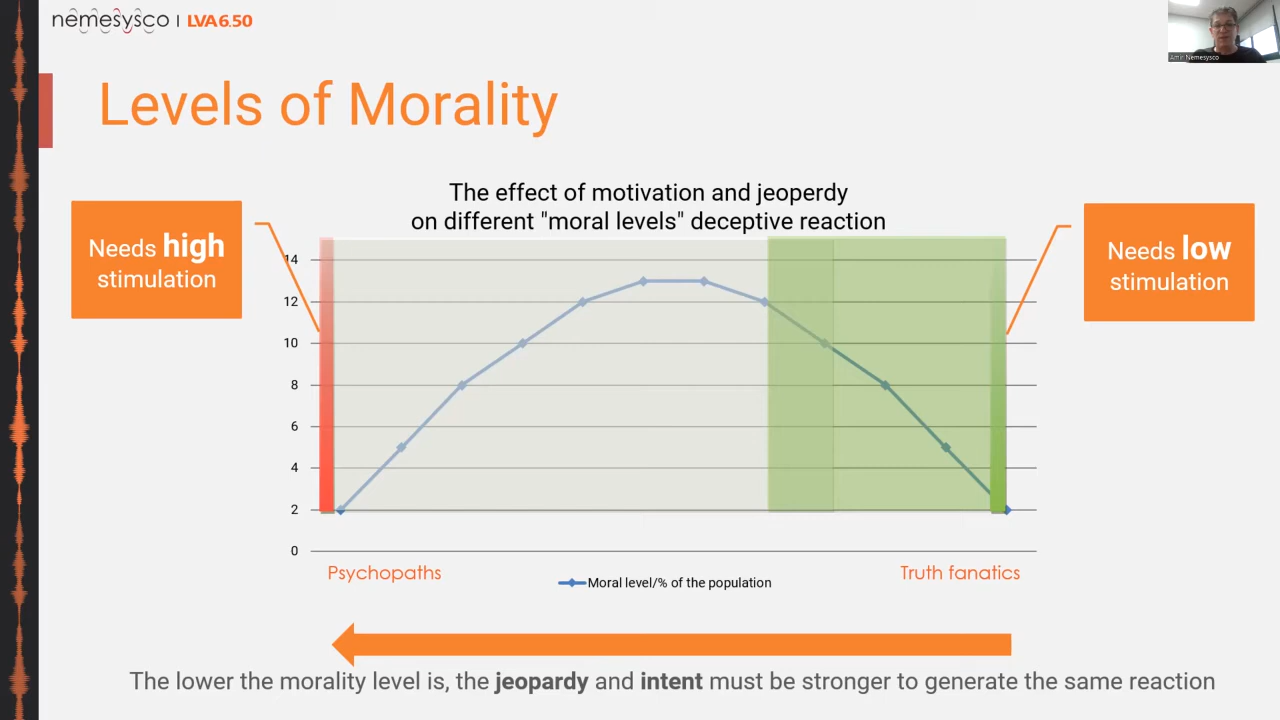 nemesysco | LVA6.50
Amir Nemesysco
Levels of Morality
The effect of motivation and jeoperdy
on different "moral levels" deceptive reaction
Needs high
stimulation
Needs low
stimulation
14
12
10
8
6
4
2
0
Psychopaths
Truth fanatics
Moral level/% of the population
The lower the morality level is, the jeopardy and intent must be stronger to generate the same reaction